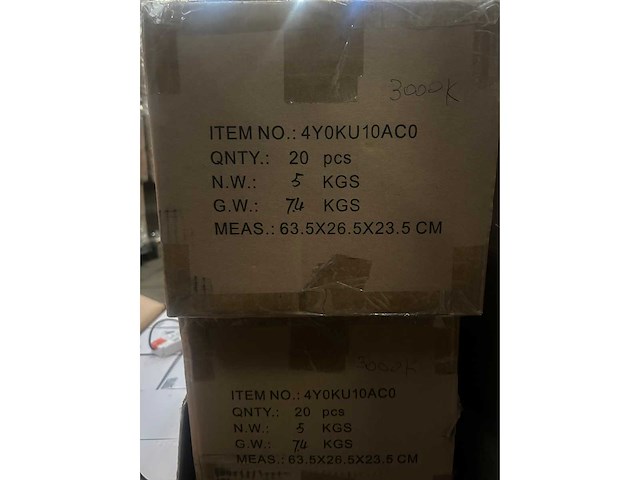 3000K
ITEM NO.: 4Y0KU10AC0
QNTY.: 20 pcs
N.W.: 5 KGS
G.W.: 7.4 KGS
MEAS.: 63.5X26.5X23.5 CM
3000K
ITEM NO.: 4Y0KU10AC0
QNTY.: 20 pcs
N.W.: 5 KGS
G.W.: 7.4 KGS
MEAS.: 63.5X26.5X23.5 CM